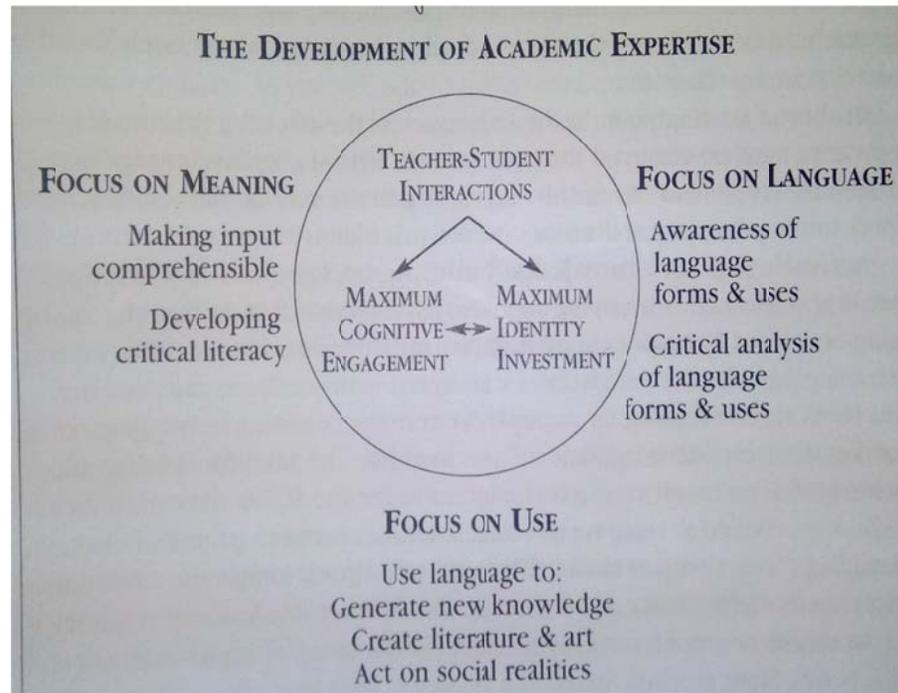 THE DEVELOPMENT OF ACADEMIC EXPERTISE
TEACHER-STUDENT
INTERACTIONS
FOCUS ON MEANING
Making input
comprehensible
Developing
critical literacy
MAXIMUM
COGNITIVE
ENGAGEMENT
MAXIMUM
IDENTITY
INVESTMENT
FOCUS ON LANGUAGE
Awareness of
language
forms & uses
Critical analysis
of language
forms & uses
FOCUS ON USE
Use language to:
Generate new knowledge
Create literature & art
Act on social realities